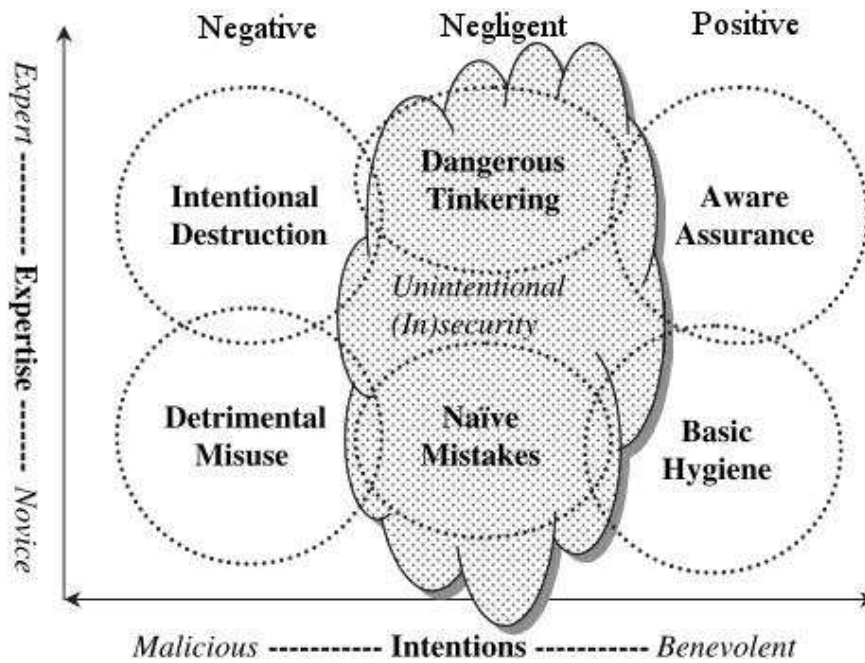 Negative Negligent Positive
Dangerous
Tinkering
Intentional
Destruction
Aware
Assurance
Unintentional
(In)security
Detrimental
Misuse
Naïve
Mistakes
Basic
Hygiene
Novice ------- Expertise ---------- Expert
Malicious ---------- Intentions ---------- Benevolent